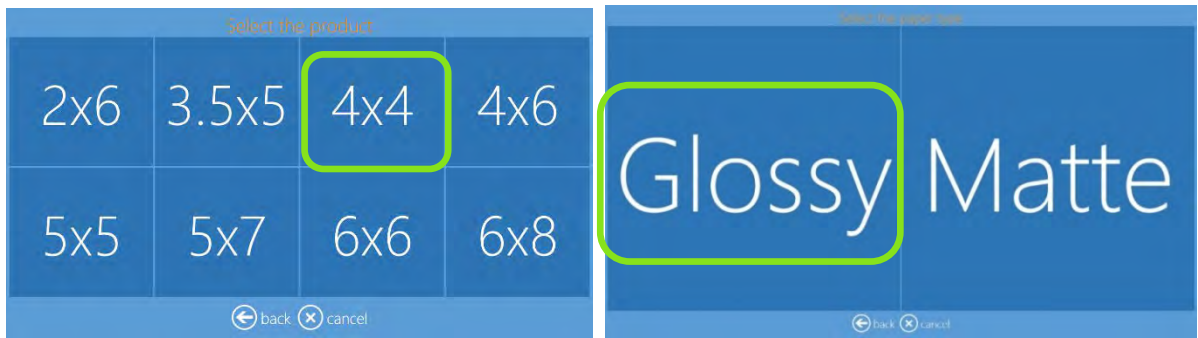 Select the product
2x6 3.5x5 4x4 4x6
5x5 5x7 6x6 6x8
back cancel
Select the paper type
Glossy Matte
back cancel